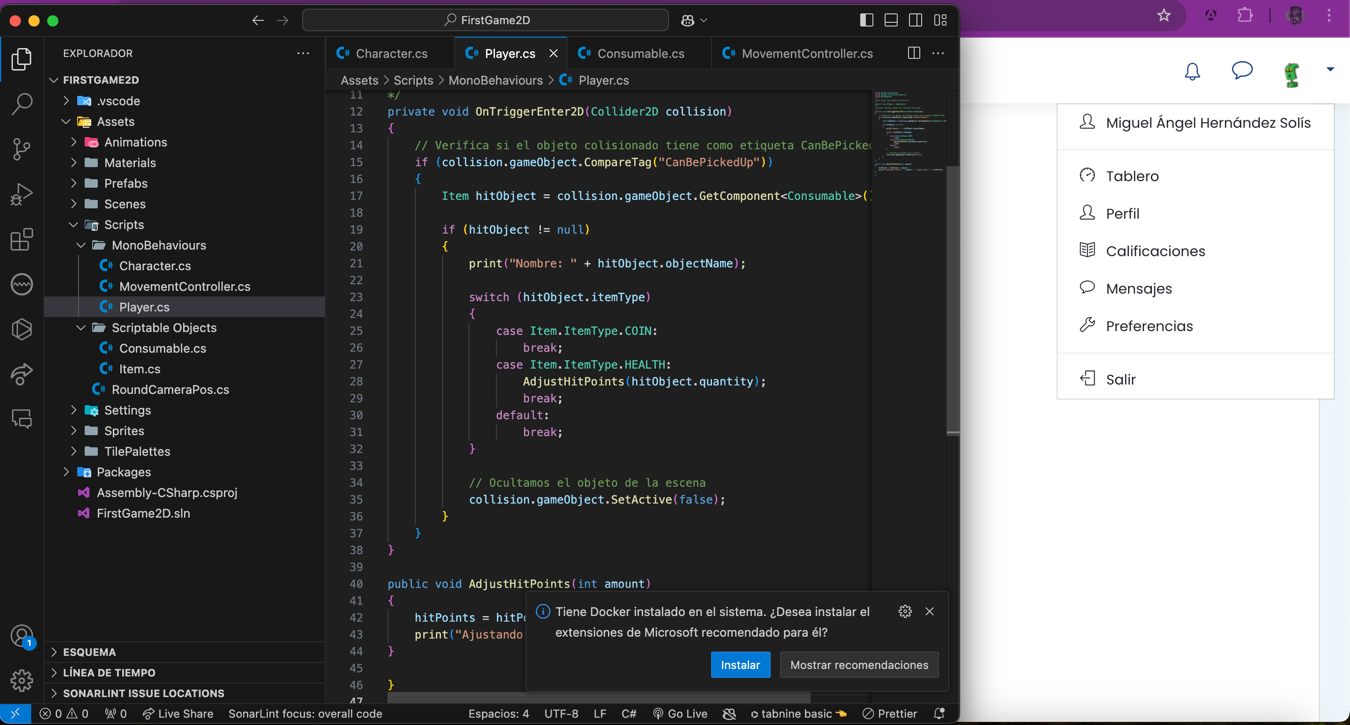 FirstGame2D
EXPLORADOR
FIRSTGAME2D
.vscode
Assets
Animations
Materials
Prefabs
Scenes
Scripts
MonoBehaviours
Character.cs
MovementController.cs
Player.cs
Scriptable Objects
Consumable.cs
Item.cs
RoundCameraPos.cs
Settings
Sprites
TilePalettes
Packages
Assembly-CSharp.csproj
FirstGame2D.sln
ESQUEMA
LÍNEA DE TIEMPO
SONARLINT ISSUE LOCATIONS
1
Character.cs
Player.cs
Consumable.cs
MovementController.cs
Assets > Scripts > MonoBehaviours > Player.cs
11 */
12 private void OnTriggerEnter2D(Collider2D collision)
13 {
14 // Verifica si el objeto colisionado tiene como etiqueta CanBePicked
15 if (collision.gameObject.CompareTag("CanBePickedUp"))
16 {
17 Item hitObject = collision.gameObject.GetComponent<Consumable>()
18
19 if (hitObject != null)
20 {
21 print("Nombre: " + hitObject.objectName);
22
23 switch (hitObject.itemType)
24 {
25 case Item.ItemType.COIN:
26 break;
27 case Item.ItemType.HEALTH:
28 AdjustHitPoints(hitObject.quantity);
29 break;
30 default:
31 break;
32 }
33
34 // Ocultamos el objeto de la escena
35 collision.gameObject.SetActive(false);
36 }
37 }
38 }
39
40 public void AdjustHitPoints(int amount)
41 {
42 hitPoints = hitPo
43 print("Ajustando
44 }
45
46 }
47
Tiene Docker instalado en el sistema. ¿Desea instalar el
extensiones de Microsoft recomendado para él?
Instalar
Mostrar recomendaciones
0 0 0 Live Share SonarLint focus: overall code Espacios: 4 UTF-8 LF C# Go Live tabnine basic Prettier
Miguel Ángel Hernández Solís
Tablero
Perfil
Calificaciones
Mensajes
Preferencias
Salir